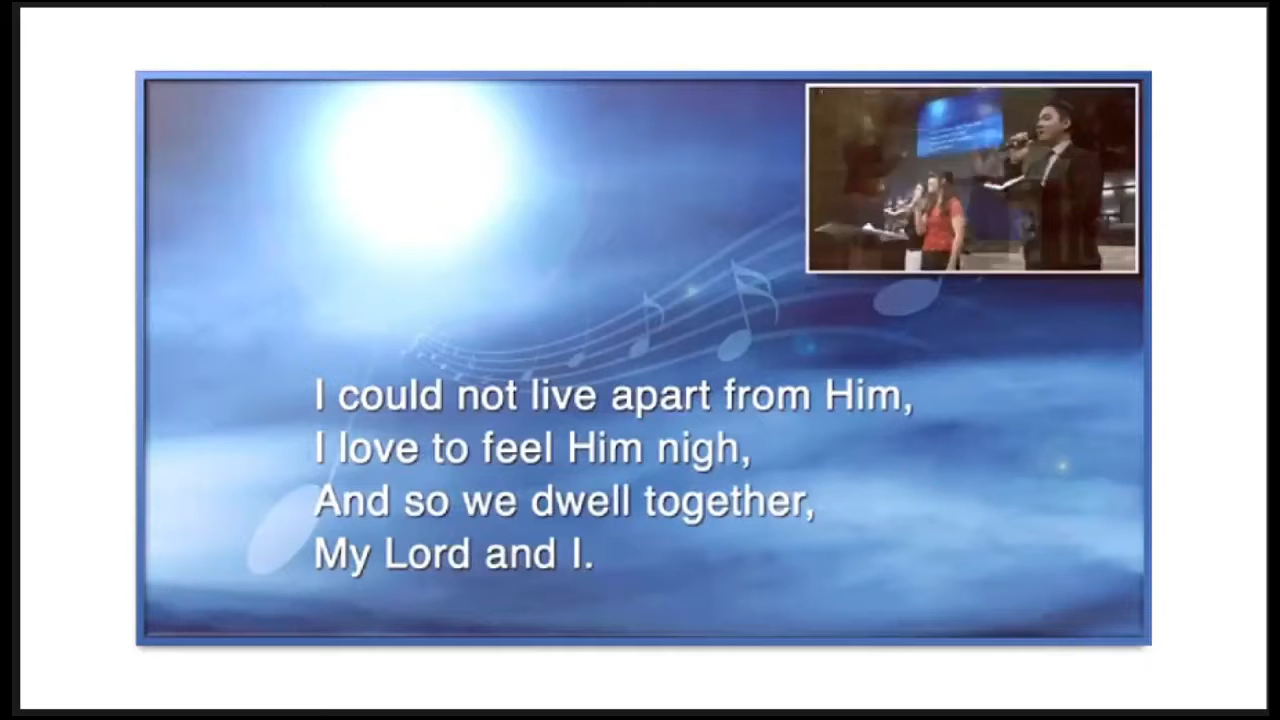 I could not live apart from Him,
I love to feel Him nigh,
And so we dwell together,
My Lord and I.